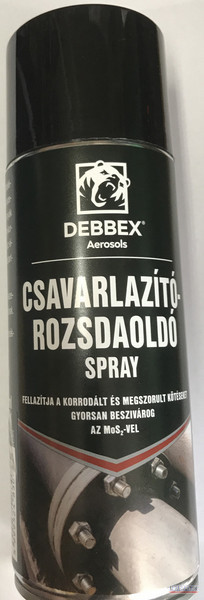 DEBBEX®
Aerosols
CSAVARLAZÍTÓ-
ROZSDAOLDÓ
SPRAY
FELLAZÍTJA A KORRODÁLT ÉS MEGSZORULT KÖTÉSEKET
GYORSAN BESZIVÁROG
AZ MoS₂-VEL